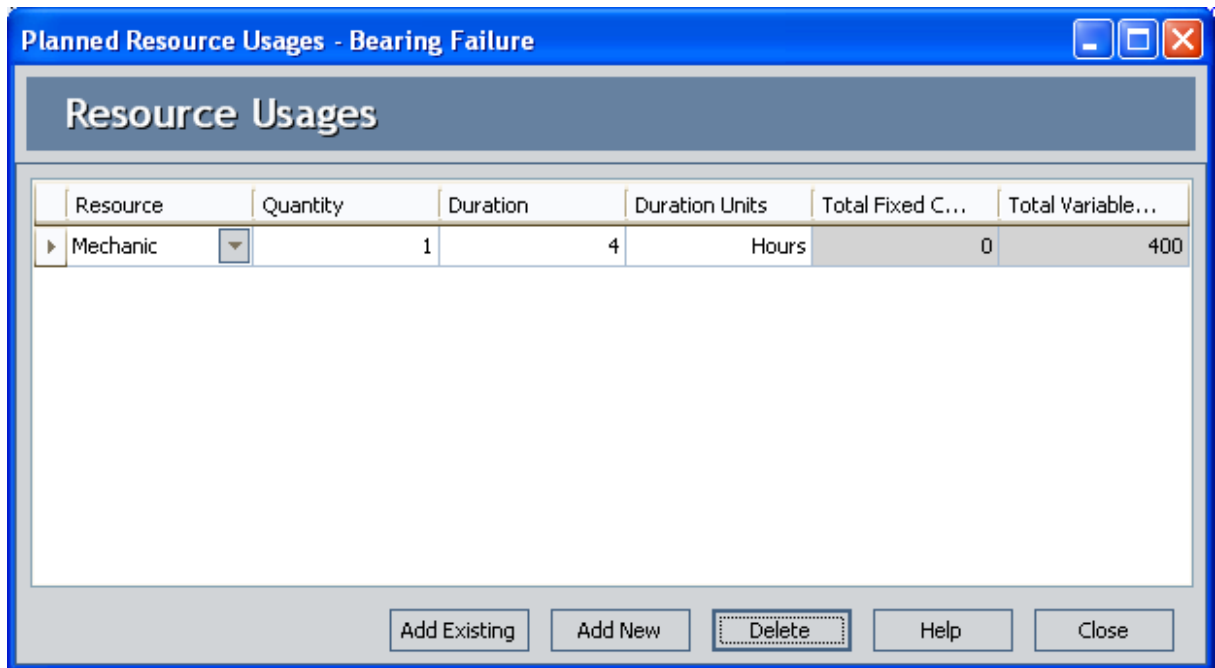 Planned Resource Usages - Bearing Failure
Resource Usages
Resource Quantity Duration Duration Units Total Fixed C... Total Variable...
Mechanic 1 4 Hours 0 400
Add Existing Add New Delete Help Close